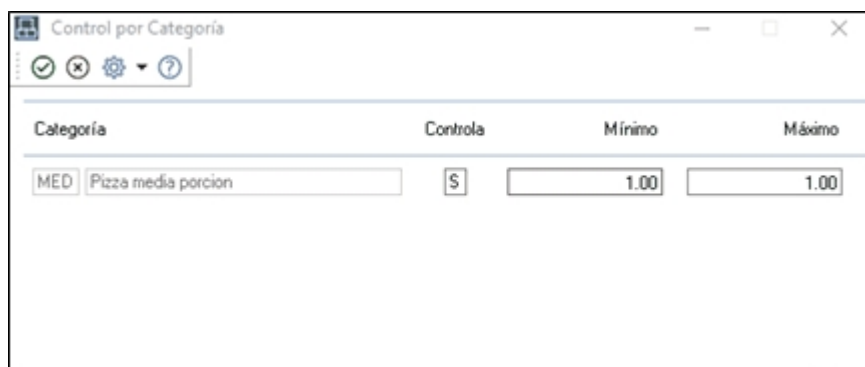 Control por Categoría
Categoría Controla Mínimo Máximo
MED Pizza media porcion S 1.00 1.00